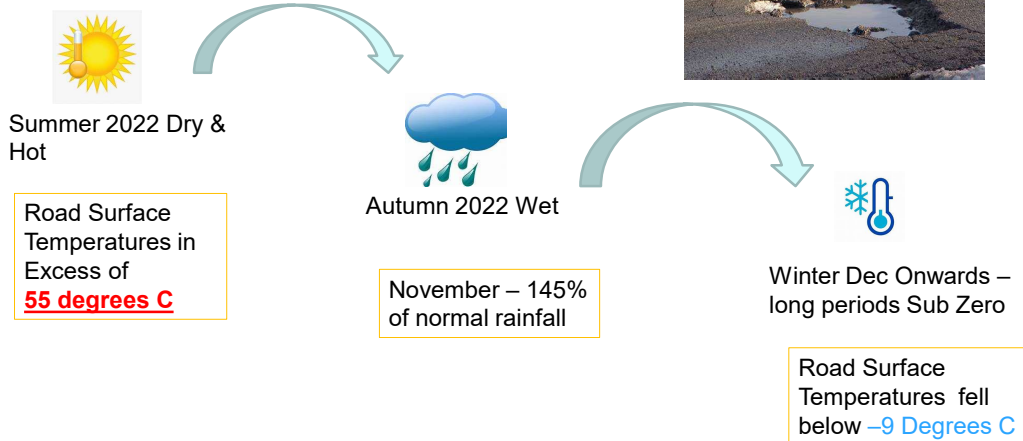 Summer 2022 Dry &
Hot
Road Surface
Temperatures in
Excess of
55 degrees C
Autumn 2022 Wet
November – 145%
of normal rainfall
Winter Dec Onwards –
long periods Sub Zero
Road Surface
Temperatures  fell
below –9 Degrees C